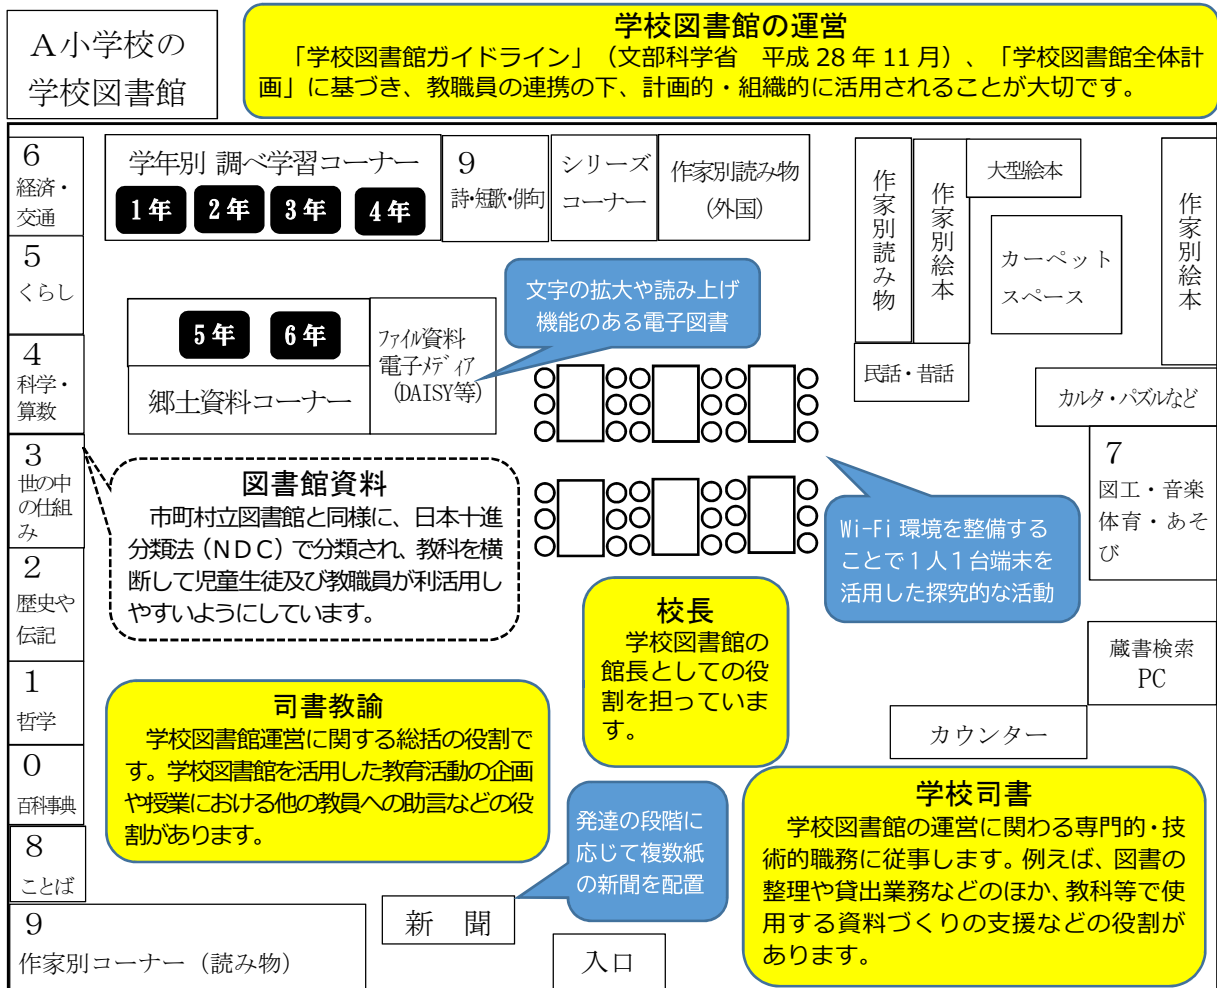 A小学校の
学校図書館
学校図書館の運営
「学校図書館ガイドライン」（文部科学省　平成 28 年 11 月）、「学校図書館全体計
画」に基づき、教職員の連携の下、計画的・組織的に活用されることが大切です。
6
経済・
交通
5
くらし
4
科学・
算数
3
世の中
の仕組
み
2
歴史や
伝記
1
哲学
0
百科事典
8
ことば
9
作家別コーナー（読み物）
学年別 調べ学習コーナー
1年 2年 3年 4年
9
詩・短歌・俳句
シリーズ
コーナー
作家別読み物
(外国)
5年 6年
郷土資料コーナー
ファイル資料
電子メディア
(DAISY等)
文字の拡大や読み上げ
機能のある電子図書
作家別読み物
作家別絵本
大型絵本
カーペット
スペース
作家別絵本
民話・昔話
カルタ・パズルなど
7
図工・音楽
体育・あそ
び
図書館資料
市町村立図書館と同様に、日本十進
分類法（NDC）で分類され、教科を横
断して児童生徒及び教職員が利活用し
やすいようにしています。
Wi-Fi 環境を整備する
ことで1人1台端末を
活用した探究的な活動
校長
学校図書館の
館長としての役
割を担っていま
す。
蔵書検索
PC
カウンター
司書教諭
学校図書館運営に関する総括の役割で
す。学校図書館を活用した教育活動の企画
や授業における他の教員への助言などの役
割があります。
発達の段階に
応じて複数紙
の新聞を配置
新　聞
入口
学校司書
学校図書館の運営に関わる専門的・技
術的職務に従事します。例えば、図書の
整理や貸出業務などのほか、教科等で使
用する資料づくりの支援などの役割が
あります。